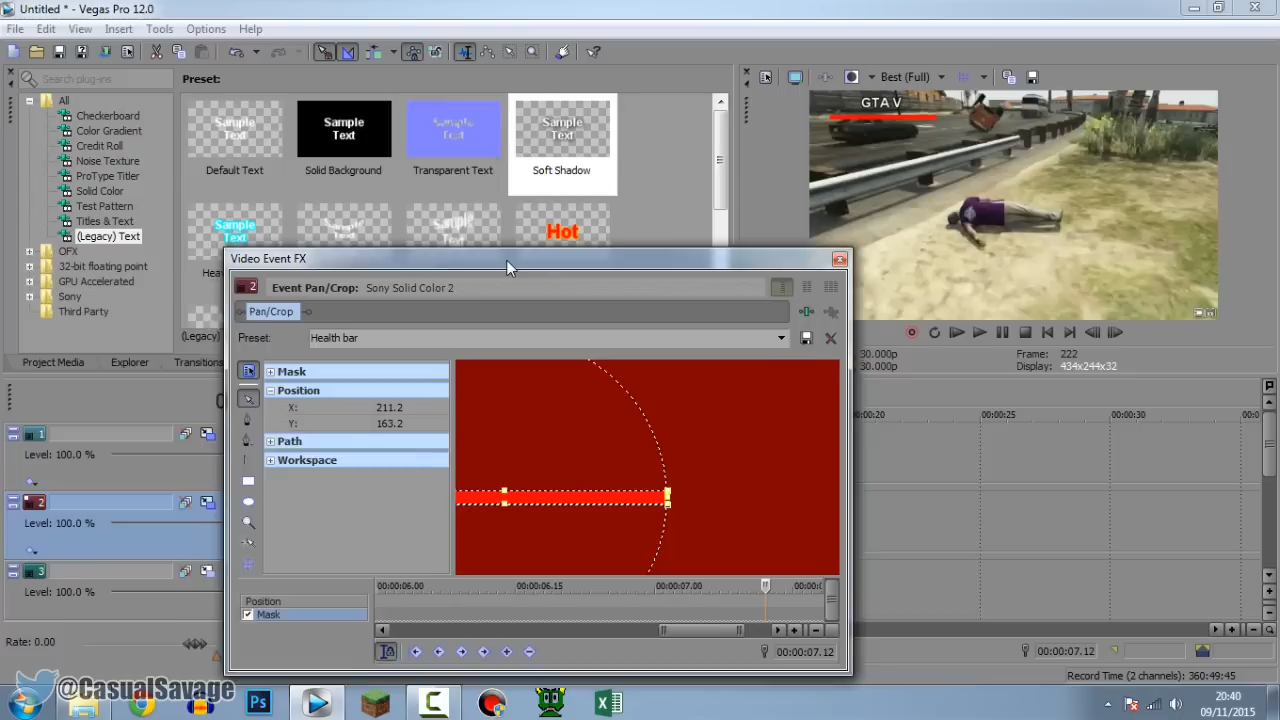 Untitled * - Vegas Pro 12.0
File Edit View Insert Tools Options Help
Search plug-ins
Preset:
Best (Full)
All
Checkerboard
Color Gradient
Credit Roll
Noise Texture
ProType Titler
Solid Color
Test Pattern
Titles & Text
(Legacy) Text
OFX
32-bit floating point
GPU Accelerated
Sony
Third Party
Sample Text
Sample Text
Sample Text
Sample Text
Default Text
Solid Background
Transparent Text
Soft Shadow
Sample Text
Hot
GTA V
(Legacy)
Project Media Explorer Transitions
Video Event FX
Event Pan/Crop: Sony Solid Color 2
Pan/Crop
Preset: Health bar
Mask
Position
X: 211.2
Y: 163.2
Path
Workspace
00:00:06.00 00:00:06.15 00:00:07.00
Position
Mask
00:00:07.12
30.000p
30.000p
Frame: 222
Display: 434x244x32
00:00:20 00:00:25 00:00:30
1
Level: 100.0 %
2
Level: 100.0 %
3
Level: 100.0 %
Rate: 0.00
00:00:07.12
Record Time (2 channels): 360:49:45
@CasualSavage
Ps
20:40
09/11/2015